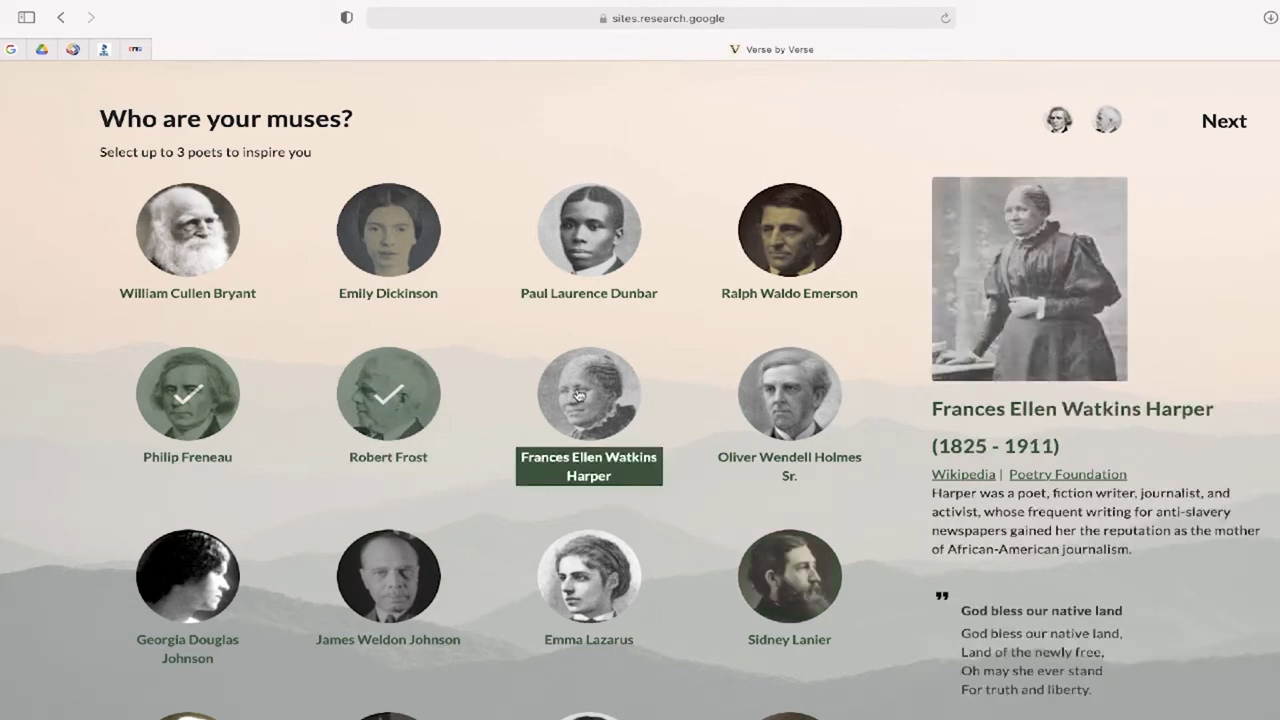 sites.research.google
Verse by Verse
Who are your muses?
Next
Select up to 3 poets to inspire you
William Cullen Bryant
Emily Dickinson
Paul Laurence Dunbar
Ralph Waldo Emerson
Philip Freneau
Robert Frost
Frances Ellen Watkins
Harper
Oliver Wendell Holmes
Sr.
Georgia Douglas
Johnson
James Weldon Johnson
Emma Lazarus
Sidney Lanier
Frances Ellen Watkins Harper
(1825 - 1911)
Wikipedia | Poetry Foundation
Harper was a poet, fiction writer, journalist, and
activist, whose frequent writing for anti-slavery
newspapers gained her the reputation as the mother
of African-American journalism.
"
God bless our native land
God bless our native land,
Land of the newly free,
Oh may she ever stand
For truth and liberty.